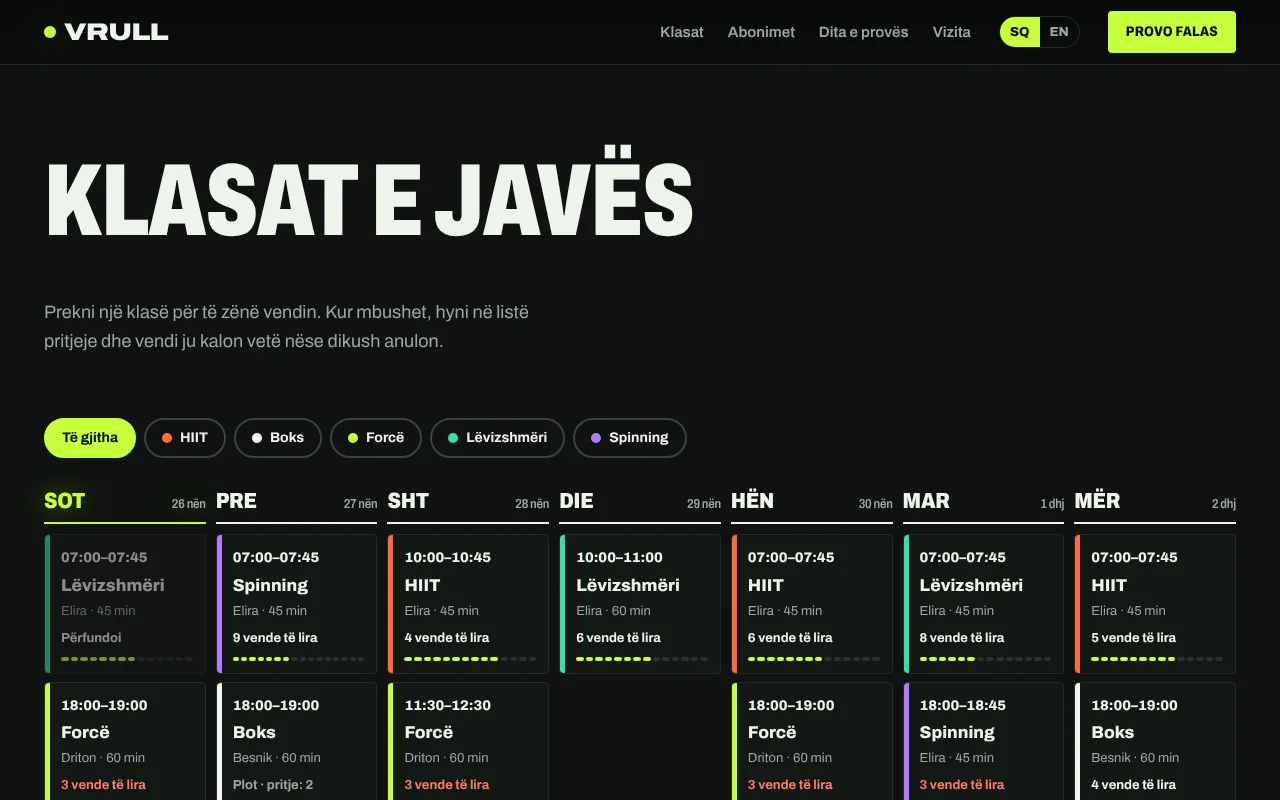 VRULL
Klasat Abonimet Dita e provës Vizita SQ EN PROVO FALAS
KLASAT E JAVËS
Prekni një klasë për të zënë vendin. Kur mbushet, hyni në listë
pritjeje dhe vendi ju kalon vetë nëse dikush anulon.
Të gjitha HIIT Boks Forcë Lëvizshmëri Spinning
SOT 26 nën
07:00–07:45
Lëvizshmëri
Elira · 45 min
Përfundoi
18:00–19:00
Forcë
Driton · 60 min
3 vende të lira
PRE 27 nën
07:00–07:45
Spinning
Elira · 45 min
9 vende të lira
18:00–19:00
Boks
Besnik · 60 min
Plot · pritje: 2
SHT 28 nën
10:00–10:45
HIIT
Elira · 45 min
4 vende të lira
11:30–12:30
Forcë
Driton · 60 min
3 vende të lira
DIE 29 nën
10:00–11:00
Lëvizshmëri
Elira · 60 min
6 vende të lira
HËN 30 nën
07:00–07:45
HIIT
Elira · 45 min
6 vende të lira
18:00–19:00
Forcë
Driton · 60 min
3 vende të lira
MAR 1 dhj
07:00–07:45
Lëvizshmëri
Elira · 45 min
8 vende të lira
18:00–18:45
Spinning
Elira · 45 min
3 vende të lira
MËR 2 dhj
07:00–07:45
HIIT
Elira · 45 min
5 vende të lira
18:00–19:00
Boks
Besnik · 60 min
4 vende të lira